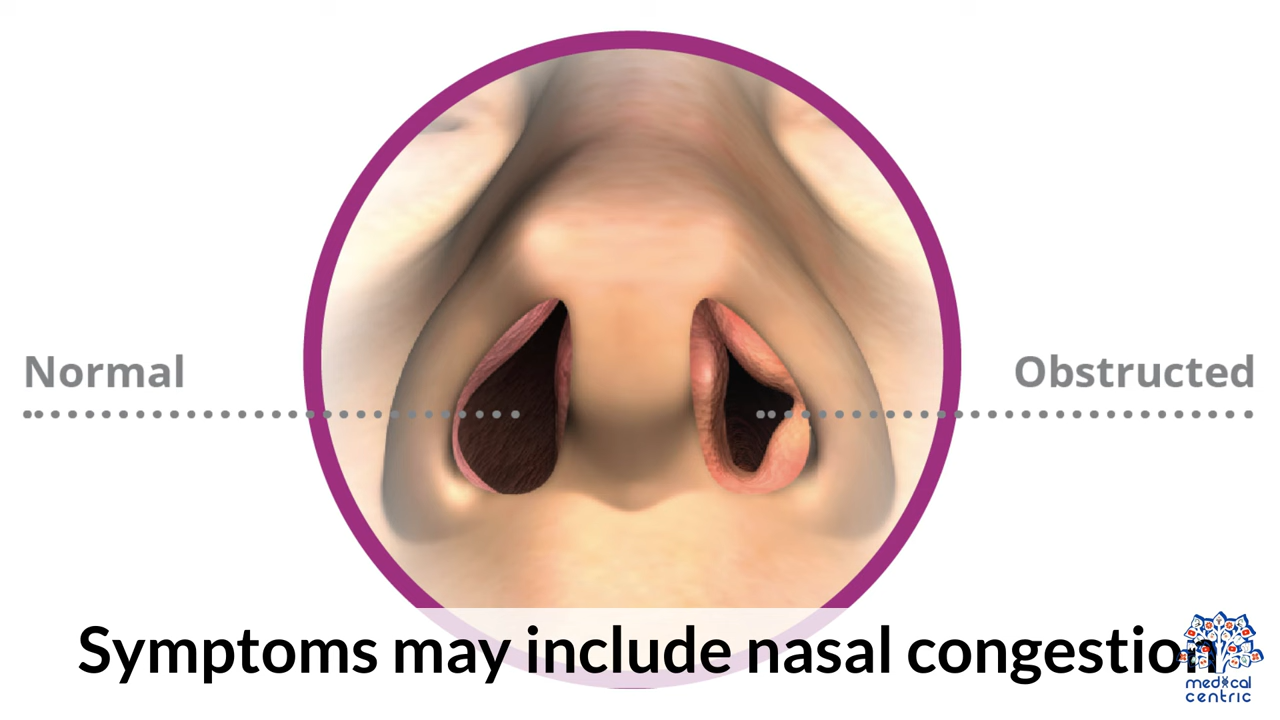 Normal
Obstructed
Symptoms may include nasal congestion
medical
centric